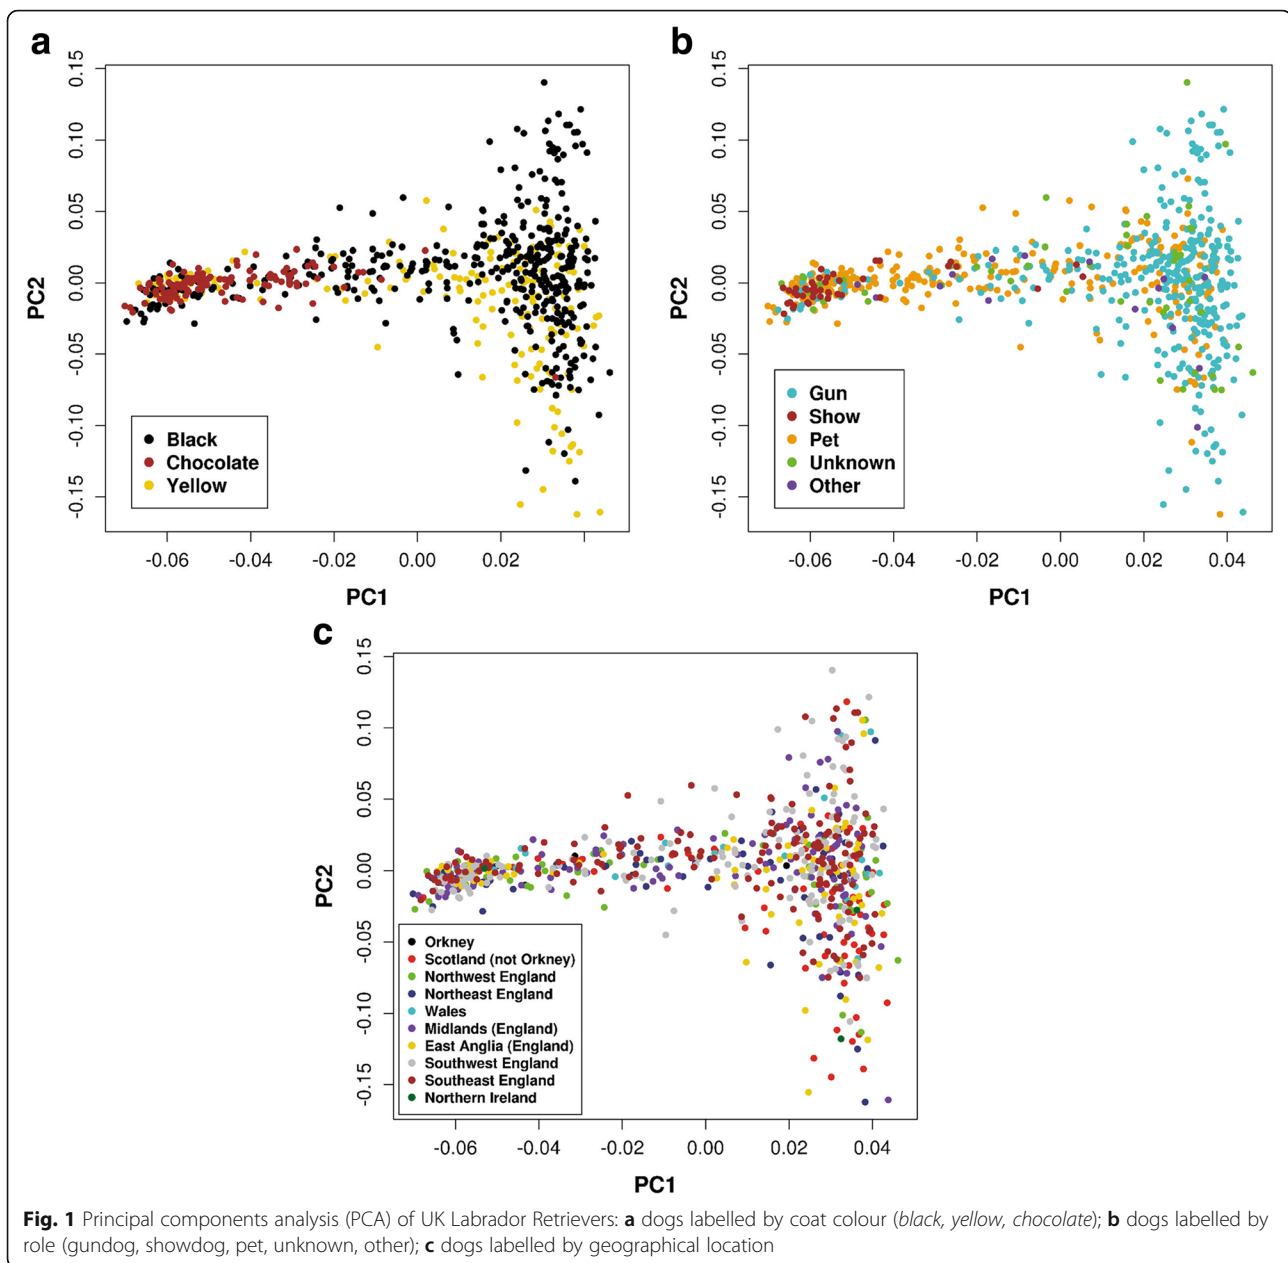 a
0.15
0.10
0.05
0.00
-0.05
-0.10
-0.15
PC2
Black
Chocolate
Yellow
-0.06 -0.04 -0.02 0.00 0.02
PC1
b
0.15
0.10
0.05
0.00
-0.05
-0.10
-0.15
PC2
Gun
Show
Pet
Unknown
Other
-0.06 -0.04 -0.02 0.00 0.02 0.04
PC1
c
0.15
0.10
0.05
0.00
-0.05
-0.10
-0.15
PC2
Orkney
Scotland (not Orkney)
Northwest England
Northeast England
Wales
Midlands (England)
East Anglia (England)
Southwest England
Southeast England
Northern Ireland
-0.06 -0.04 -0.02 0.00 0.02 0.04
PC1
Fig. 1 Principal components analysis (PCA) of UK Labrador Retrievers: a dogs labelled by coat colour (black, yellow, chocolate); b dogs labelled by
role (gundog, showdog, pet, unknown, other); c dogs labelled by geographical location